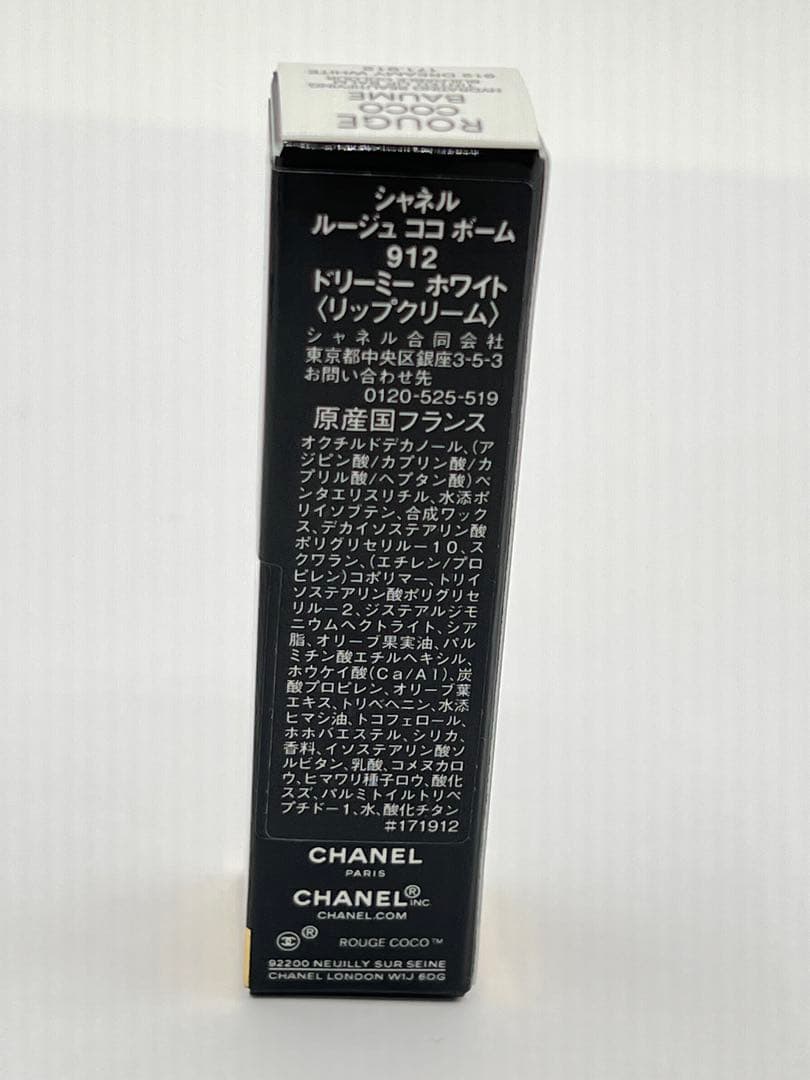 ROUGE
COCO
BAUME
HYDRATING BEAUTIFYING
912 DREAMY WHITE
171.912
シャネル
ルージュ ココ ボーム
912
ドリーミー ホワイト
〈リップクリーム〉
シャネル合同会社
東京都中央区銀座3-5-3
お問い合わせ先
0120-525-519
原産国フランス
オクチルドデカノール、(ア
ジピン酸/カプリン酸/カ
プリル酸/ヘプタン酸)ペ
ンタエリスリチル、水添ポ
リイソブテン、合成ワック
ス、デカイソステアリン酸
ポリグリセリル-10、ス
クワラン、(エチレン/プロ
ピレン)コポリマー、トリイ
ソステアリン酸ポリグリセ
リル-2、ジステアルジモ
ニウムヘクトライト、シア
脂、オリーブ果実油、パル
ミチン酸エチルヘキシル、
ホウケイ酸(Ca/Al)、炭
酸プロピレン、オリーブ葉
エキス、トリベヘニン、水添
ヒマシ油、トコフェロール、
ホホバエステル、シリカ、
香料、イソステアリン酸ソ
ルビタン、乳酸、コメヌカロ
ウ、ヒマワリ種子ロウ、酸化
スズ、パルミトイルトリペ
プチド-1、水、酸化チタン
#171912
CHANEL
PARIS
CHANEL® INC.
CHANEL.COM
® ROUGE COCO™
92200 NEUILLY SUR SEINE
CHANEL LONDON W1J 6DG